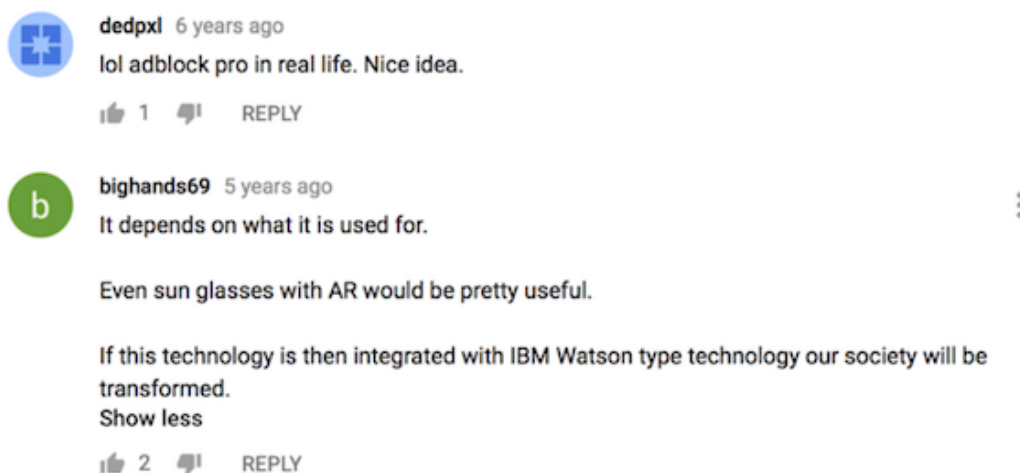 dedpxl 6 years ago
lol adblock pro in real life. Nice idea.
1 REPLY
b
bighands69 5 years ago
It depends on what it is used for.
Even sun glasses with AR would be pretty useful.
If this technology is then integrated with IBM Watson type technology our society will be
transformed.
Show less
2 REPLY